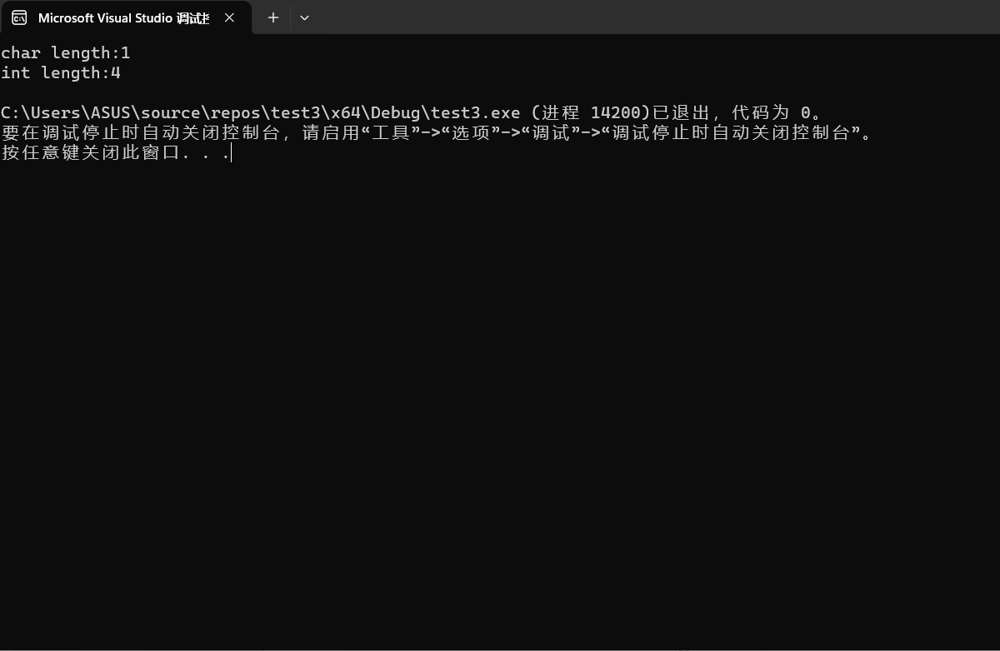 Microsoft Visual Studio 调试
char length:1
int length:4
C:\Users\ASUS\source\repos\test3\x64\Debug\test3.exe (进程 14200)已退出，代码为 0。
要在调试停止时自动关闭控制台，请启用“工具”->“选项”->“调试”->“调试停止时自动关闭控制台”。
按任意键关闭此窗口. . .